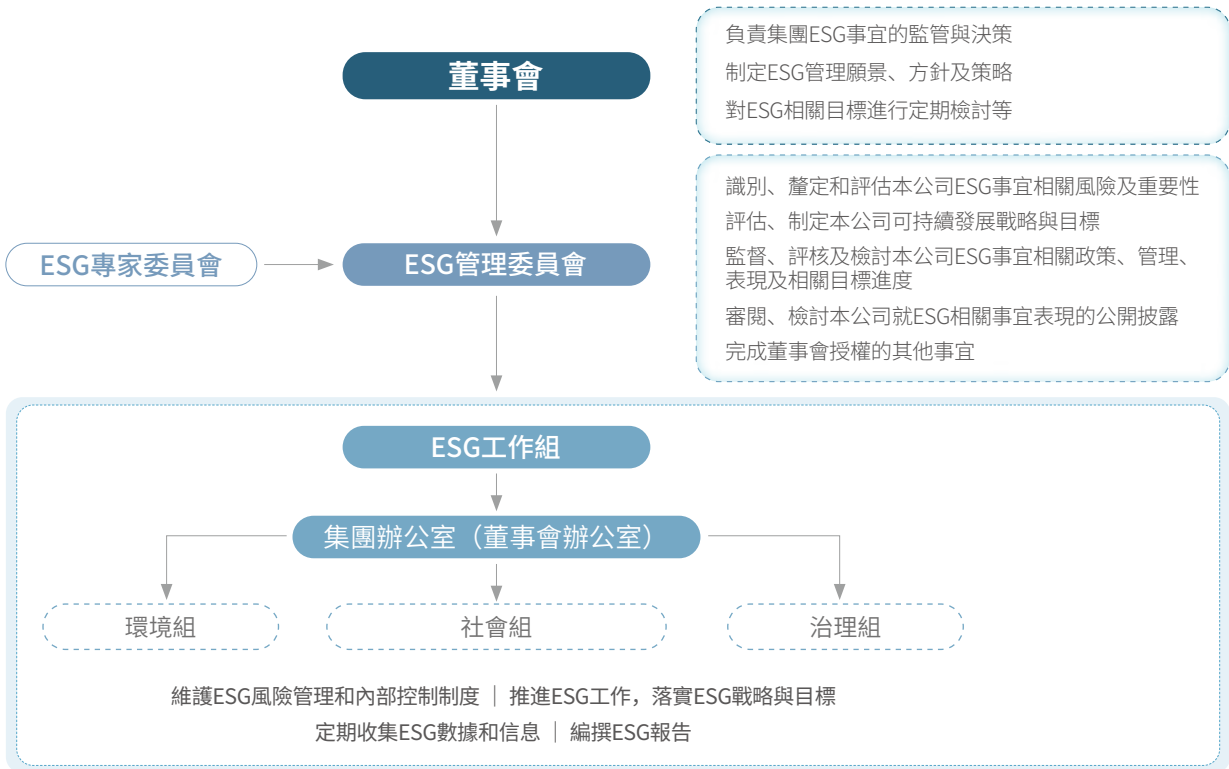 董事會
負責集團ESG事宜的監管與決策
制定ESG管理願景、方針及策略
對ESG相關目標進行定期檢討等
ESG專家委員會
ESG管理委員會
識別、釐定和評估本公司ESG事宜相關風險及重要性
評估、制定本公司可持續發展戰略與目標
監督、評核及檢討本公司ESG事宜相關政策、管理、
表現及相關目標進度
審閱、檢討本公司就ESG相關事宜表現的公開披露
完成董事會授權的其他事宜
ESG工作組
集團辦公室（董事會辦公室）
環境組
社會組
治理組
維護ESG風險管理和內部控制制度｜推進ESG工作，落實ESG戰略與目標
定期收集ESG數據和信息｜編撰ESG報告